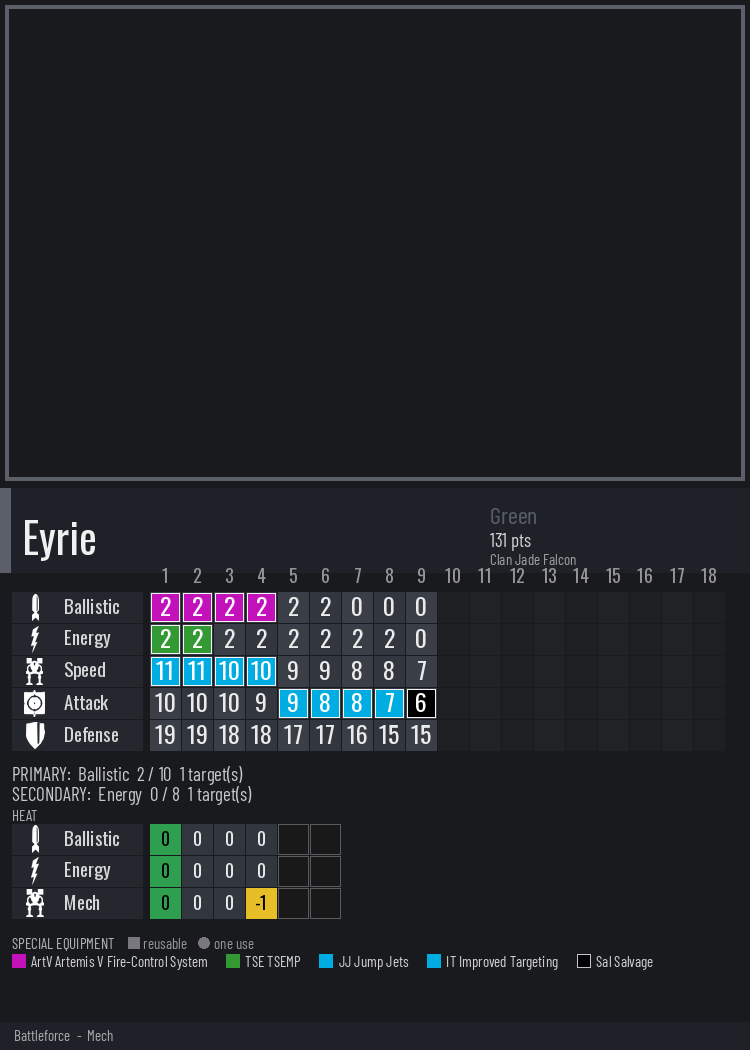 Eyrie
Green
131 pts
Clan Jade Falcon
1 2 3 4 5 6 7 8 9 10 11 12 13 14 15 16 17 18
Ballistic 2 2 2 2 2 2 0 0 0
Energy 2 2 2 2 2 2 2 2 0
Speed 11 11 10 10 9 9 8 8 7
Attack 10 10 10 9 9 8 8 7 6
Defense 19 19 18 18 17 17 16 15 15
PRIMARY: Ballistic 2 / 10 1 target(s)
SECONDARY: Energy 0 / 8 1 target(s)
HEAT
Ballistic 0 0 0 0
Energy 0 0 0 0
Mech 0 0 0 -1
SPECIAL EQUIPMENT reusable one use
ArtV Artemis V Fire-Control System TSE TSEMP JJ Jump Jets IT Improved Targeting Sal Salvage
Battleforce - Mech